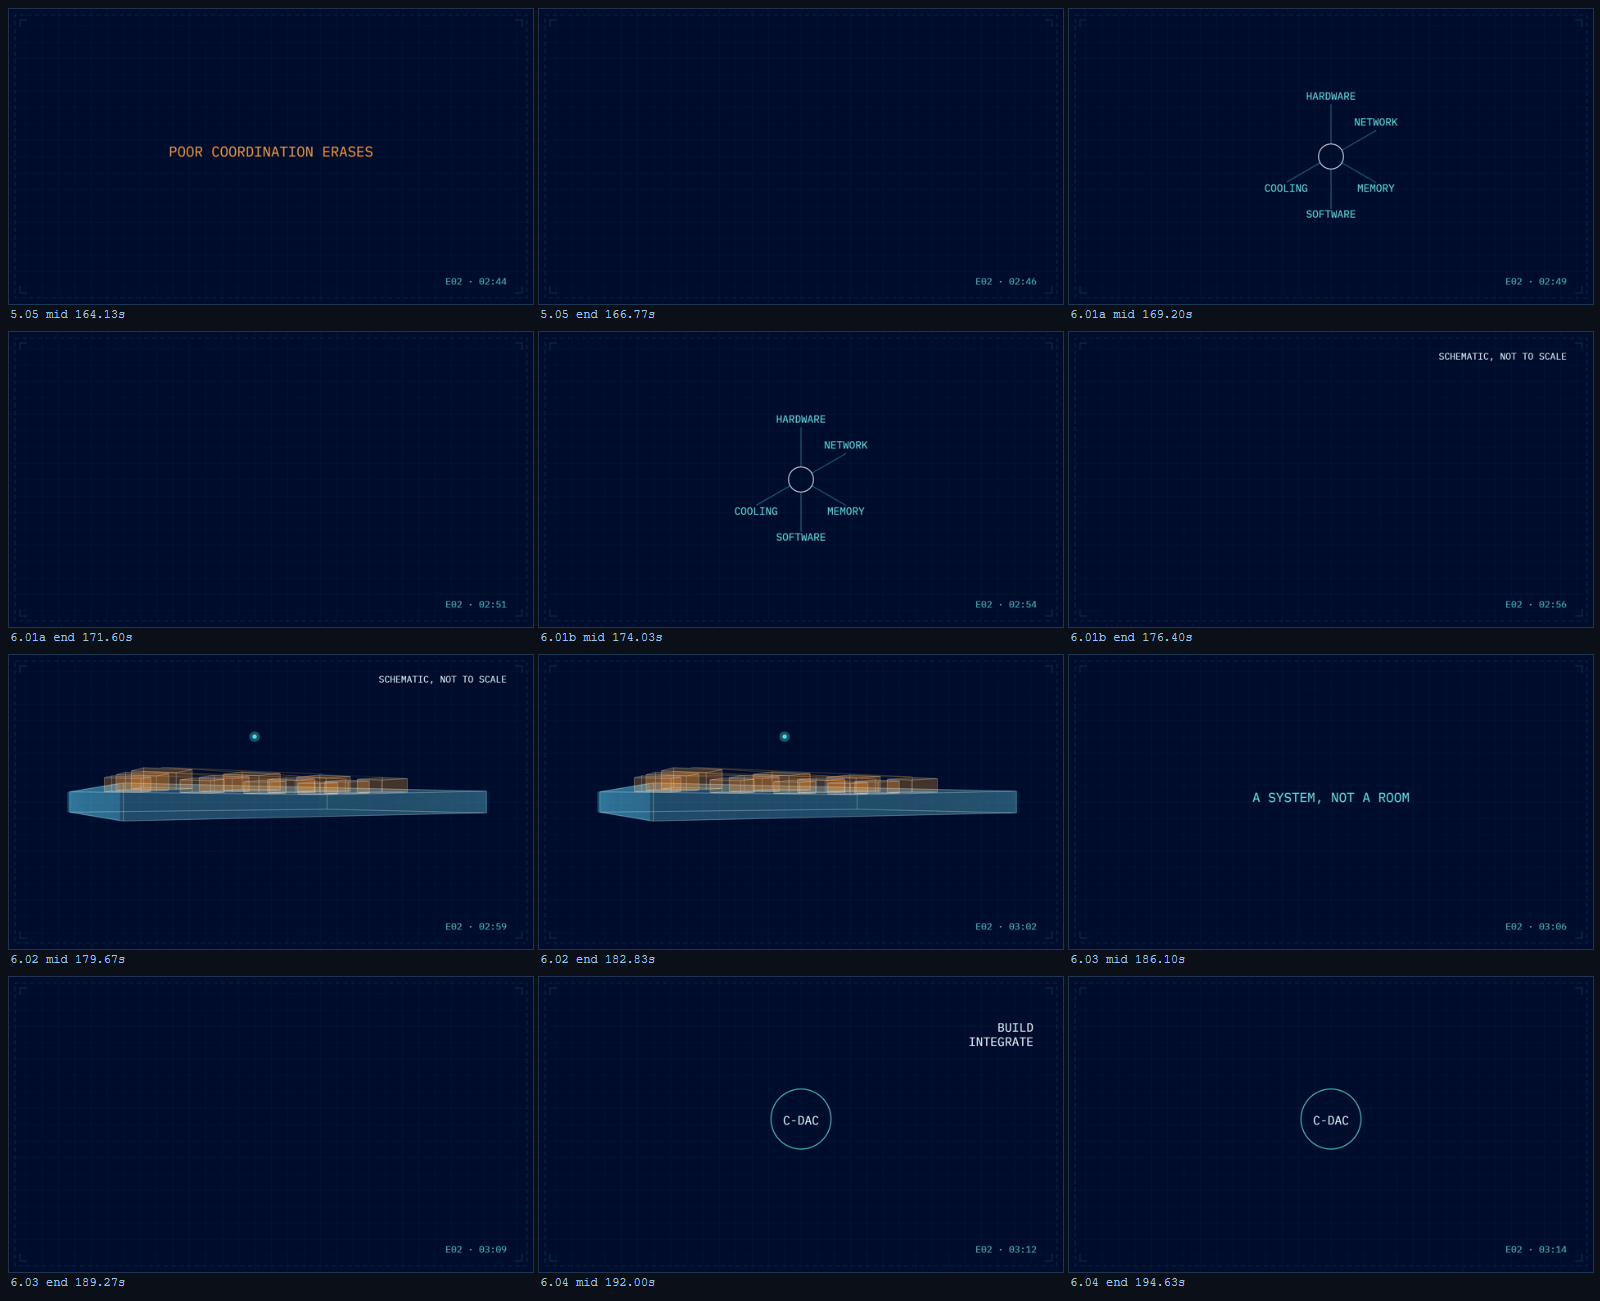 POOR COORDINATION ERASES
E02 · 02:44
5.05 mid 164.13s
E02 · 02:46
5.05 end 166.77s
HARDWARE
NETWORK
COOLING
MEMORY
SOFTWARE
E02 · 02:49
6.01a mid 169.20s
E02 · 02:51
6.01a end 171.60s
HARDWARE
NETWORK
COOLING
MEMORY
SOFTWARE
E02 · 02:54
6.01b mid 174.03s
SCHEMATIC, NOT TO SCALE
E02 · 02:56
6.01b end 176.40s
SCHEMATIC, NOT TO SCALE
E02 · 02:59
6.02 mid 179.67s
E02 · 03:02
6.02 end 182.83s
A SYSTEM, NOT A ROOM
E02 · 03:06
6.03 mid 186.10s
E02 · 03:09
6.03 end 189.27s
BUILD
INTEGRATE
C-DAC
E02 · 03:12
6.04 mid 192.00s
C-DAC
E02 · 03:14
6.04 end 194.63s